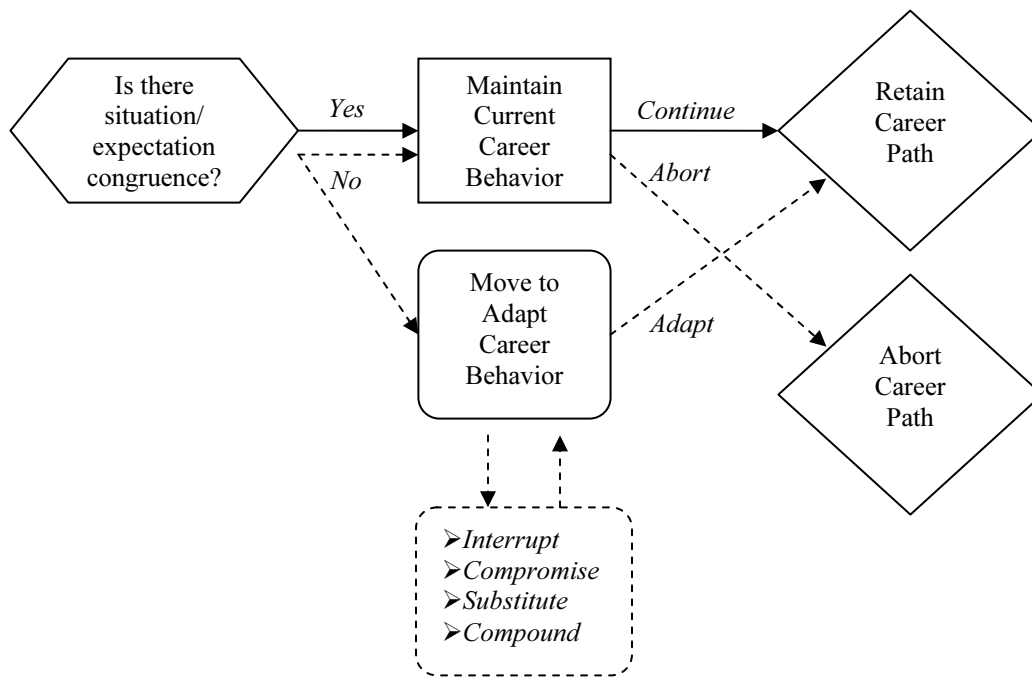 Is there
situation/
expectation
congruence?
Yes
No
Maintain
Current
Career
Behavior
Continue
Abort
Retain
Career
Path
Move to
Adapt
Career
Behavior
Adapt
Abort
Career
Path
➢Interrupt
➢Compromise
➢Substitute
➢Compound